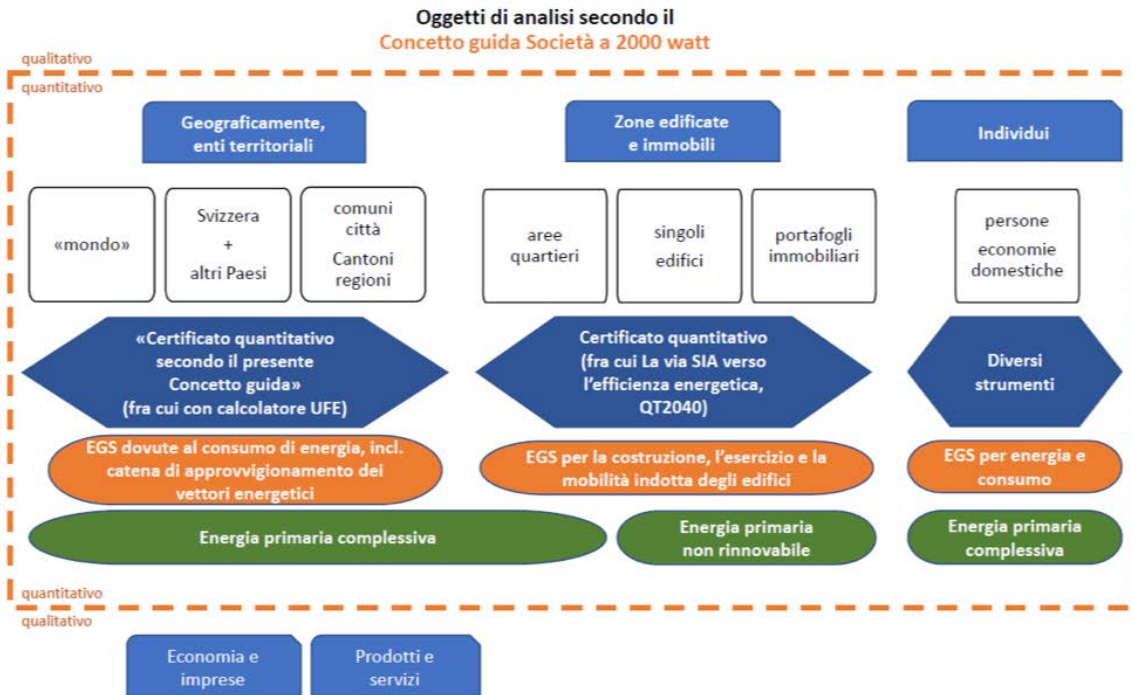 Oggetti di analisi secondo il
Concetto guida Società a 2000 watt
qualitativo
quantitativo
Geograficamente,
enti territoriali
Zone edificate
e immobili
Individui
«mondo»
Svizzera
+
altri Paesi
comuni
città
Cantoni
regioni
aree
quartieri
singoli
edifici
portafogli
immobiliari
persone
economie
domestiche
«Certificato quantitativo
secondo il presente
Concetto guida»
(fra cui con calcolatore UFE)
Certificato quantitativo
(fra cui La via SIA verso
l'efficienza energetica,
QT2040)
Diversi
strumenti
EGS dovute al consumo di energia, incl.
catena di approvvigionamento dei
vettori energetici
EGS per la costruzione, l'esercizio e la
mobilità indotta degli edifici
EGS per energia e
consumo
Energia primaria complessiva
Energia primaria
non rinnovabile
Energia primaria
complessiva
quantitativo
qualitativo
Economia e
imprese
Prodotti e
servizi